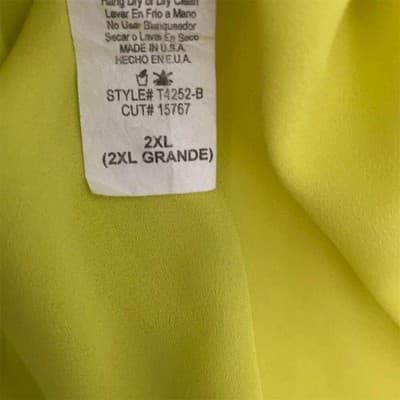 Hang Dry or Dry Clean
Lavar En Frio a Mano
No Usar Blanqueador
Secar o Lavar En Seco
MADE IN U.S.A.
HECHO EN E.U.A.
STYLE# T4252-B
CUT# 15767
2XL
(2XL GRANDE)